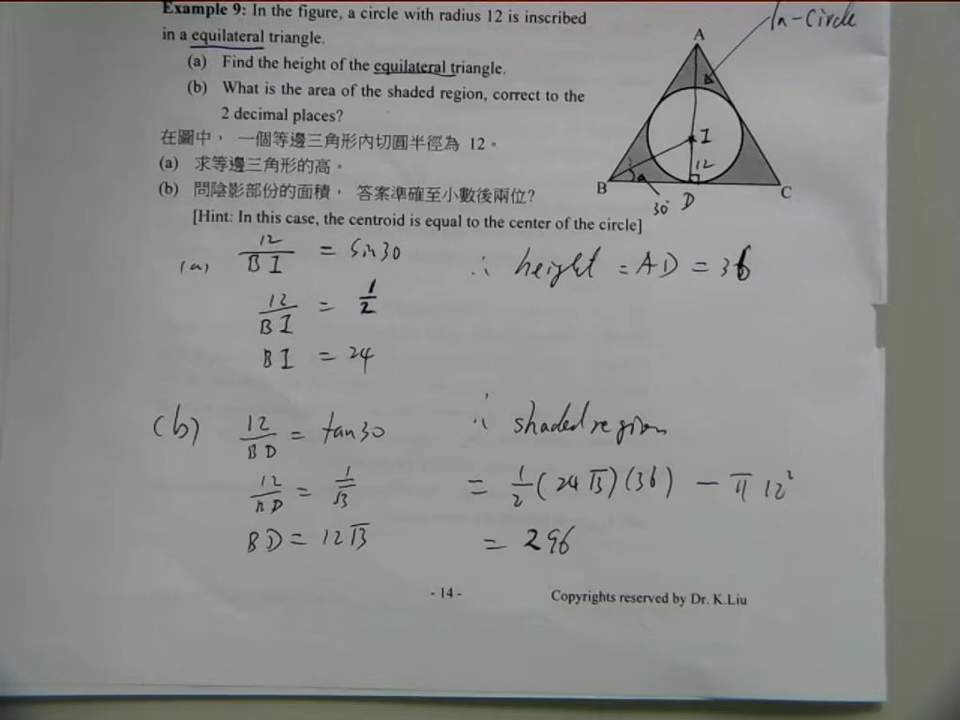 Example 9: In the figure, a circle with radius 12 is inscribed
in a equilateral triangle.
(a) Find the height of the equilateral triangle.
(b) What is the area of the shaded region, correct to the
2 decimal places?
在圖中， 一個等邊三角形內切圓半徑為 12。
(a) 求等邊三角形的高。
(b) 問陰影部份的面積， 答案準確至小數後兩位?
[Hint: In this case, the centroid is equal to the center of the circle]
In-Circle
A
I
12
B
C
30° D
(a) 12/BI = sin30
12/BI = 1/2
BI = 24
∴ height = AD = 36
(b) 12/BD = tan30
12/BD = 1/√3
BD = 12√3
∴ shaded region
= 1/2 (24√3)(36) − π 12²
= 296
- 14 -
Copyrights reserved by Dr. K.Liu